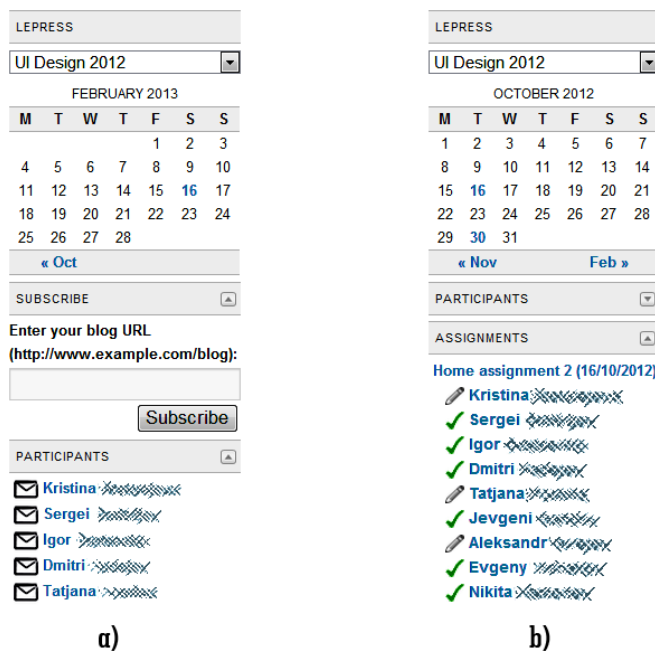 LEPRESS
UI Design 2012
FEBRUARY 2013
M T W T F S S
1 2 3
4 5 6 7 8 9 10
11 12 13 14 15 16 17
18 19 20 21 22 23 24
25 26 27 28
« Oct
SUBSCRIBE
Enter your blog URL
(http://www.example.com/blog):
Subscribe
PARTICIPANTS
Kristina
Sergei
Igor
Dmitri
Tatjana
a)
LEPRESS
UI Design 2012
OCTOBER 2012
M T W T F S S
1 2 3 4 5 6 7
8 9 10 11 12 13 14
15 16 17 18 19 20 21
22 23 24 25 26 27 28
29 30 31
« Nov Feb »
PARTICIPANTS
ASSIGNMENTS
Home assignment 2 (16/10/2012)
Kristina
Sergei
Igor
Dmitri
Tatjana
Jevgeni
Aleksandr
Evgeny
Nikita
b)